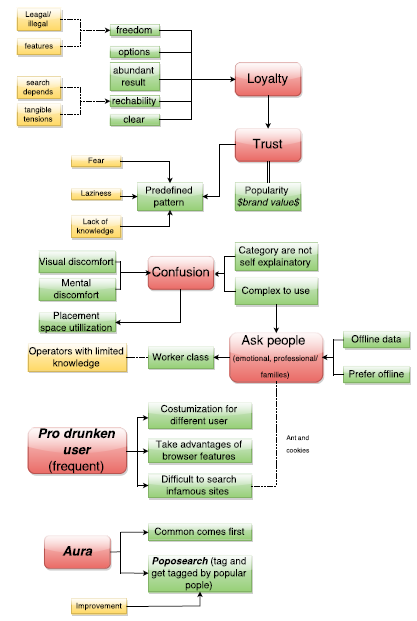 Leagal/
illegal
features
freedom
options
abundant
result
rechability
clear
search
depends
tangible
tensions
Loyalty
Trust
Fear
Laziness
Lack of
knowledge
Predefined
pattern
Popularity
$brand value$
Visual discomfort
Mental
discomfort
Confusion
Category are not
self explainatory
Complex to use
Placement
space utilization
Ask people
(emotional, professional/
families)
Offline data
Prefer offline
Operators with limited
knowledge
Worker class
Pro drunken
user
(frequent)
Costumization for
different user
Take advantages of
browser features
Difficult to search
infamous sites
Ant and
cookies
Aura
Common comes first
Poposearch (tag and
get tagged by popular
pople)
Improvement